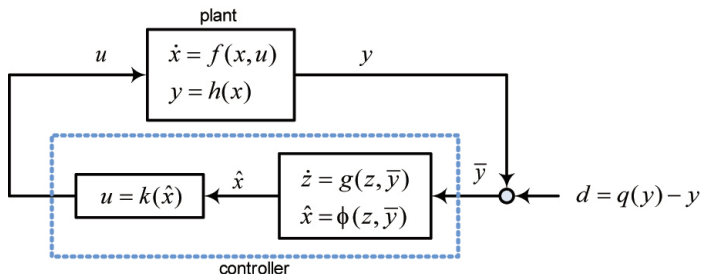 plant
u
ẋ = f(x,u)
y = h(x)
y
u = k(x̂)
x̂
ż = g(z, y̅)
x̂ = ϕ(z, y̅)
y̅
d = q(y) − y
controller